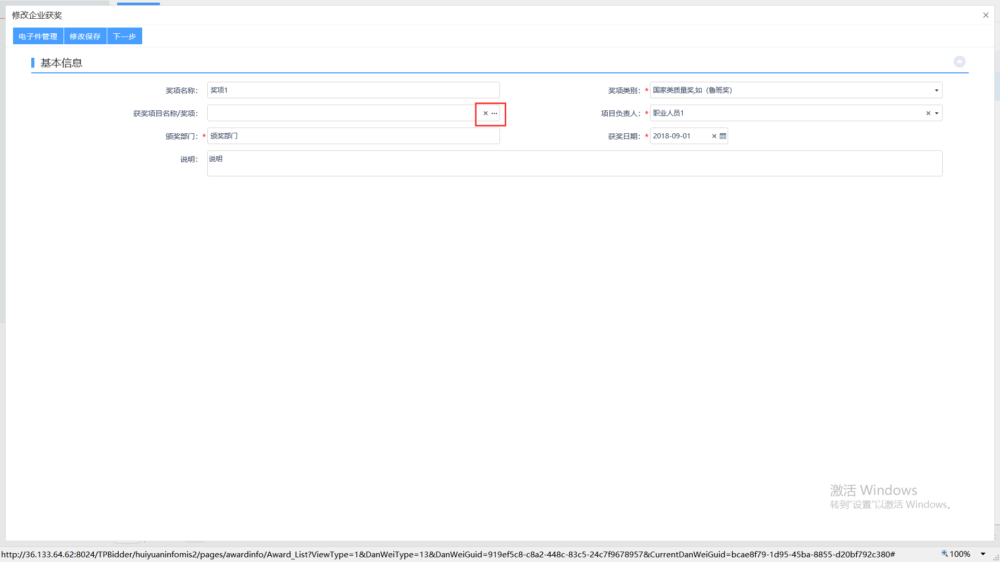 修改企业获奖
电子件管理 修改保存 下一步
基本信息
奖项名称： 奖项1 奖项类别：* 国家类质量奖,如（鲁班奖）
获奖项目名称/奖项： 项目负责人：* 职业人员1
颁奖部门：* 颁奖部门 获奖日期：* 2018-09-01
说明： 说明
激活 Windows
转到“设置”以激活 Windows。
http://36.133.64.62:8024/TPBidder/huiyuaninfomis2/pages/awardinfo/Award_List?ViewType=1&DanWeiType=13&DanWeiGuid=919ef5c8-c8a2-448c-83c5-24c7f9678957&CurrentDanWeiGuid=bcae8f79-1d95-45ba-8855-d20bf792c380# 100%